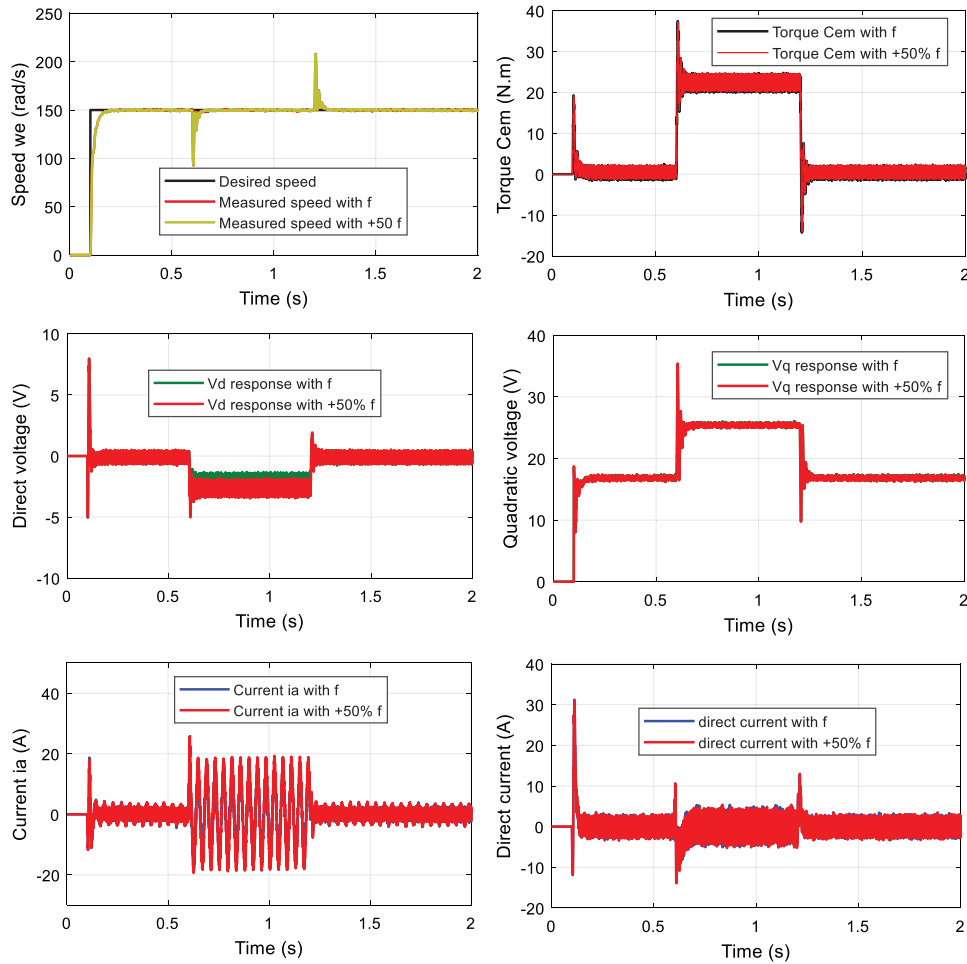 250
200
150
100
50
0
Speed we (rad/s)
Desired speed
Measured speed with f
Measured speed with +50 f
0 0.5 1 1.5 2
Time (s)
40
30
20
10
0
-10
-20
Torque Cem (N.m)
Torque Cem with f
Torque Cem with +50% f
0 0.5 1 1.5 2
Time (s)
10
5
0
-5
-10
Direct voltage (V)
Vd response with f
Vd response with +50% f
0 0.5 1 1.5 2
Time (s)
40
30
20
10
0
Quadratic voltage (V)
Vq response with f
Vq response with +50% f
0 0.5 1 1.5 2
Time (s)
40
20
0
-20
Current ia (A)
Current ia with f
Current ia with +50% f
0 0.5 1 1.5 2
Time (s)
40
30
20
10
0
-10
-20
Direct current (A)
direct current with f
direct current with +50% f
0 0.5 1 1.5 2
Time (s)